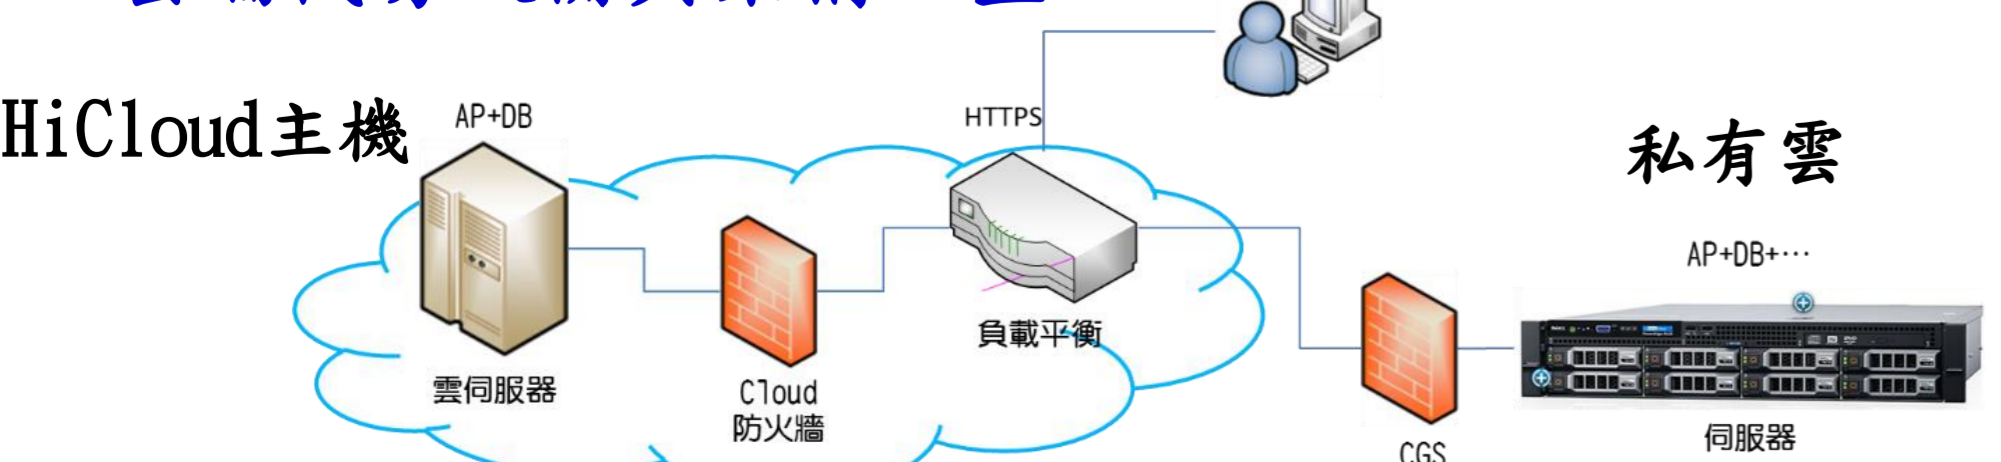 HiCloud主機
AP+DB
HTTPS
私有雲
AP+DB+…
負載平衡
雲伺服器
Cloud
防火牆
CGS
伺服器